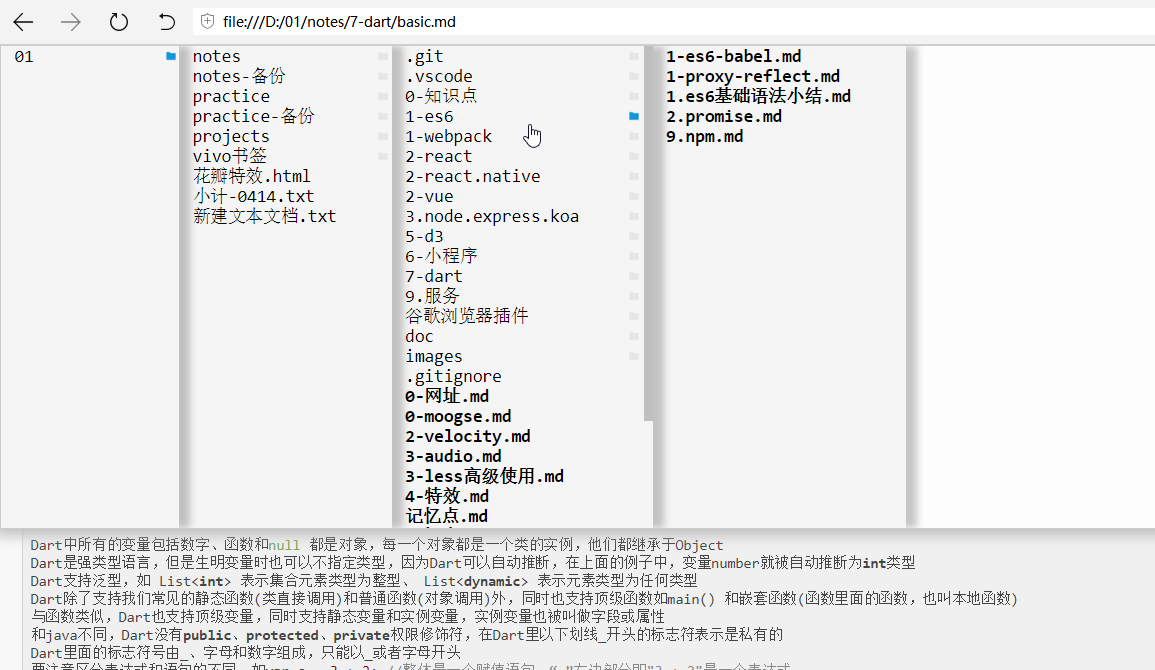 file:///D:/01/notes/7-dart/basic.md
01
notes
notes-备份
practice
practice-备份
projects
vivo书签
花瓣特效.html
小计-0414.txt
新建文本文档.txt
.git
.vscode
0-知识点
1-es6
1-webpack
2-react
2-react.native
2-vue
3.node.express.koa
5-d3
6-小程序
7-dart
9.服务
谷歌浏览器插件
doc
images
.gitignore
0-网址.md
0-moogse.md
2-velocity.md
3-audio.md
3-less高级使用.md
4-特效.md
记忆点.md
1-es6-babel.md
1-proxy-reflect.md
1.es6基础语法小结.md
2.promise.md
9.npm.md
Dart中所有的变量包括数字、函数和null 都是对象，每一个对象都是一个类的实例，他们都继承于Object
Dart是强类型语言，但是生明变量时也可以不指定类型，因为Dart可以自动推断，在上面的例子中，变量number就被自动推断为int类型
Dart支持泛型，如 List<int> 表示集合元素类型为整型、 List<dynamic> 表示元素类型为任何类型
Dart除了支持我们常见的静态函数(类直接调用)和普通函数(对象调用)外，同时也支持顶级函数如main() 和嵌套函数(函数里面的函数，也叫本地函数)
与函数类似，Dart也支持顶级变量，同时支持静态变量和实例变量，实例变量也被叫做字段或属性
和java不同，Dart没有public、protected、private权限修饰符，在Dart里以下划线_开头的标志符表示是私有的
Dart里面的标志符号由_、字母和数字组成，只能以_或者字母开头